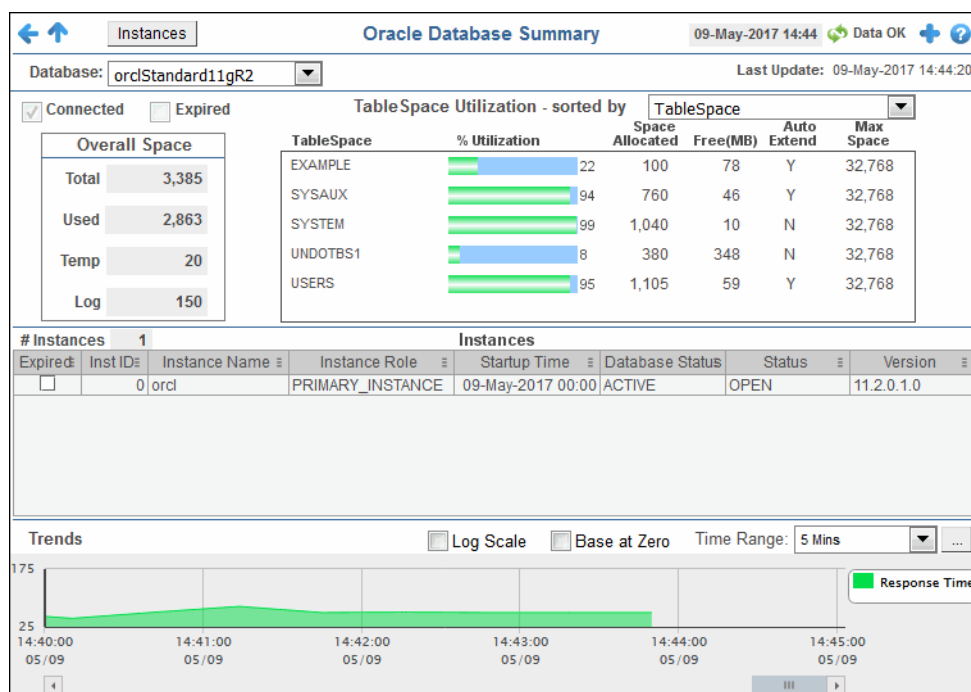 Instances Oracle Database Summary 09-May-2017 14:44 Data OK
Database: orclStandard11gR2 Last Update: 09-May-2017 14:44:20
Connected Expired TableSpace Utilization - sorted by TableSpace
Overall Space
Total 3,385
Used 2,863
Temp 20
Log 150
TableSpace % Utilization Space Allocated Free(MB) Auto Extend Max Space
EXAMPLE 22 100 78 Y 32,768
SYSAUX 94 760 46 Y 32,768
SYSTEM 99 1,040 10 N 32,768
UNDOTBS1 8 380 348 N 32,768
USERS 95 1,105 59 Y 32,768
# Instances 1 Instances
Expired Inst ID Instance Name Instance Role Startup Time Database Status Status Version
0 orcl PRIMARY_INSTANCE 09-May-2017 00:00 ACTIVE OPEN 11.2.0.1.0
Trends Log Scale Base at Zero Time Range: 5 Mins ...
175
25
Response Time
14:40:00 14:41:00 14:42:00 14:43:00 14:44:00 14:45:00
05/09 05/09 05/09 05/09 05/09 05/09